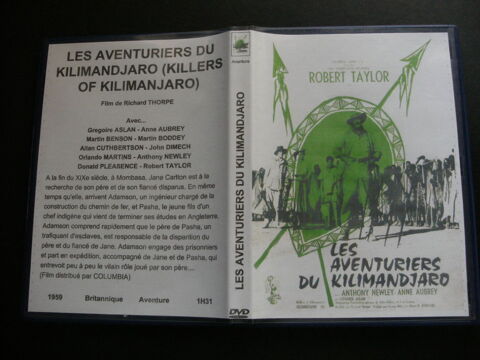 LES AVENTURIERS DU
KILIMANDJARO (KILLERS
OF KILIMANJARO)
Film de Richard THORPE
Avec...
Gregoire ASLAN - Anne AUBREY
Martin BENSON - Martin BODDEY
Allan CUTHBERTSON - John DIMECH
Orlando MARTINS - Anthony NEWLEY
Donald PLEASENCE - Robert TAYLOR
A la fin du XIXe siècle, à Mombasa, Jane Carlton est à la
recherche de son père et de son fiancé disparus. En même
temps qu'elle, arrivent Adamson, un ingénieur chargé de la
construction du chemin de fer, et Pasha, le jeune fils d'un
chef indigène qui vient de terminer ses études en Angleterre.
Adamson comprend rapidement que le père de Pasha, un
trafiquant d'esclaves, est responsable de la disparition du
père et du fiancé de Jane. Adamson engage des prisonniers
et part en expédition, accompagné de Jane et de Pasha, qui
entrevoit peu à peu le vilain rôle joué par son père....
(Film distribué par COLUMBIA)
1959 Britannique Aventure 1H31
Aventure
LES AVENTURIERS DU KILIMANDJARO
DVD
ROBERT TAYLOR
LES
AVENTURIERS
DU KILIMANDJARO
ANTHONY NEWLEY · ANNE AUBREY